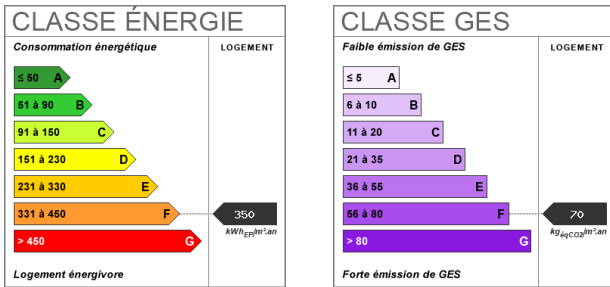 CLASSE ÉNERGIE
Consommation énergétique
LOGEMENT
≤ 50 A
51 à 90 B
91 à 150 C
151 à 230 D
231 à 330 E
331 à 450 F
350
kWhEP/m².an
> 450 G
Logement énergivore
CLASSE GES
Faible émission de GES
LOGEMENT
≤ 5 A
6 à 10 B
11 à 20 C
21 à 35 D
36 à 55 E
56 à 80 F
70
kgéqCO2/m².an
> 80 G
Forte émission de GES